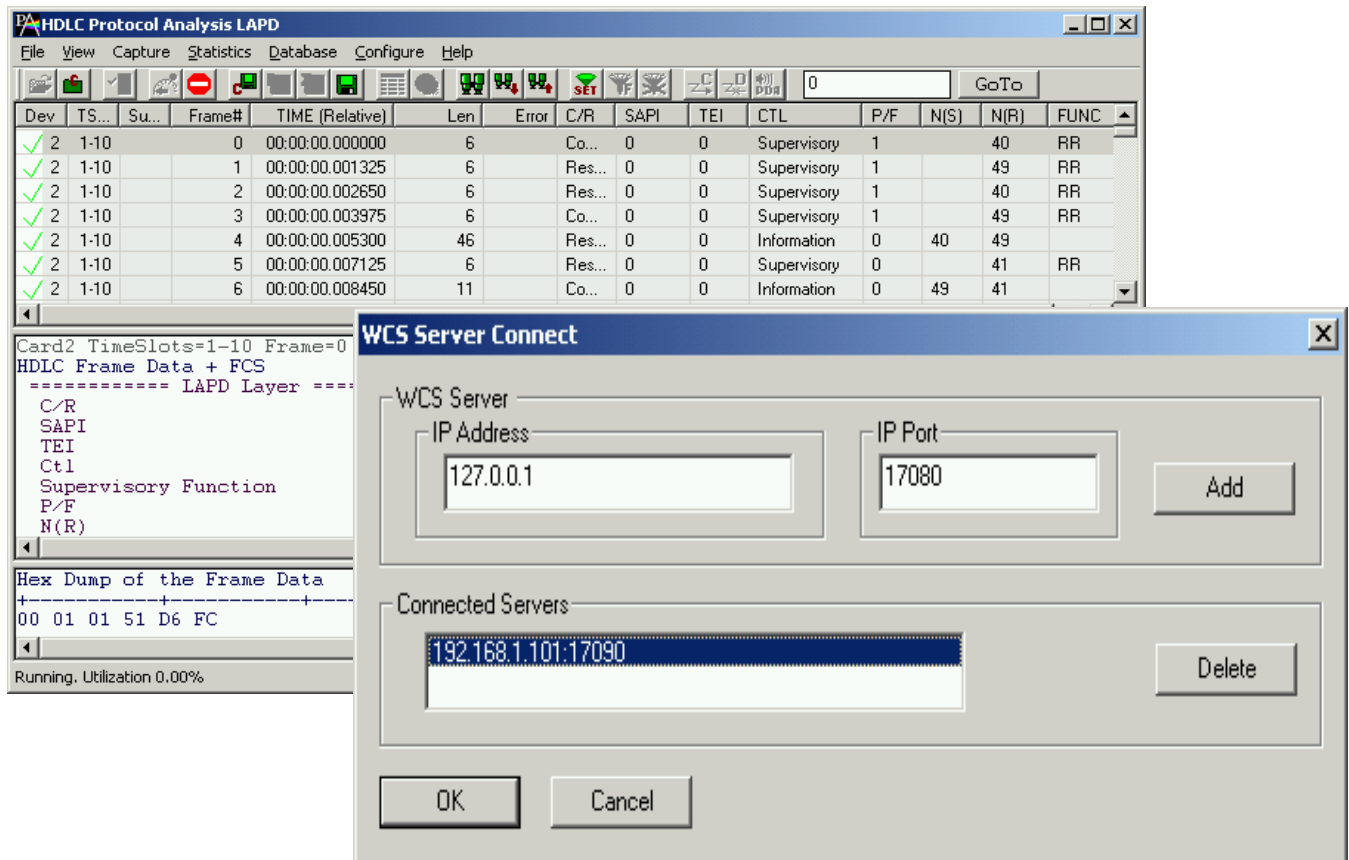 HDLC Protocol Analysis LAPD
File View Capture Statistics Database Configure Help
SET 0 GoTo
Dev TS... Su... Frame# TIME (Relative) Len Error C/R SAPI TEI CTL P/F N(S) N(R) FUNC
2 1-10 0 00:00:00.000000 6 Co... 0 0 Supervisory 1 40 RR
2 1-10 1 00:00:00.001325 6 Res... 0 0 Supervisory 1 49 RR
2 1-10 2 00:00:00.002650 6 Res... 0 0 Supervisory 1 40 RR
2 1-10 3 00:00:00.003975 6 Co... 0 0 Supervisory 1 49 RR
2 1-10 4 00:00:00.005300 46 Res... 0 0 Information 0 40 49
2 1-10 5 00:00:00.007125 6 Res... 0 0 Supervisory 0 41 RR
2 1-10 6 00:00:00.008450 11 Co... 0 0 Information 0 49 41
Card2 TimeSlots=1-10 Frame=0
HDLC Frame Data + FCS
============ LAPD Layer ====
C/R
SAPI
TEI
Ctl
Supervisory Function
P/F
N(R)
Hex Dump of the Frame Data
+-----------+-----------+----
00 01 01 51 D6 FC
Running. Utilization 0.00%
WCS Server Connect
WCS Server
IP Address
127.0.0.1
IP Port
17080
Add
Connected Servers
192.168.1.101:17090
Delete
OK
Cancel